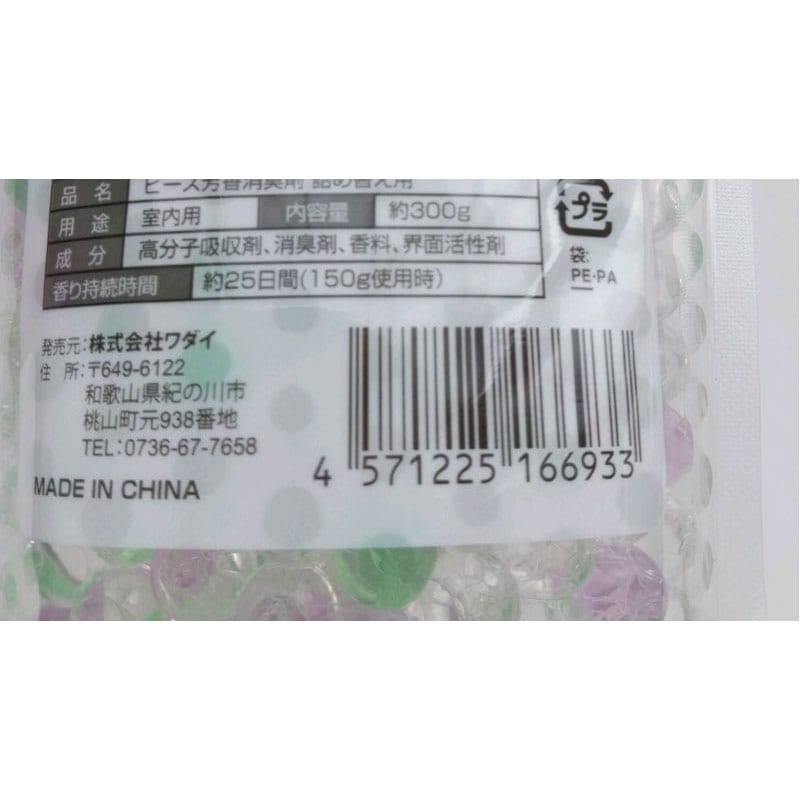 品名 ビーズ芳香消臭剤 詰め替え用
用途 室内用 内容量 約300g
成分 高分子吸収剤、消臭剤、香料、界面活性剤
香り持続時間 約25日間(150g使用時)
プラ
袋:
PE・PA
発売元:株式会社ワダイ
住 所:〒649-6122
和歌山県紀の川市
桃山町元938番地
TEL:0736-67-7658
MADE IN CHINA
4 571225 166933